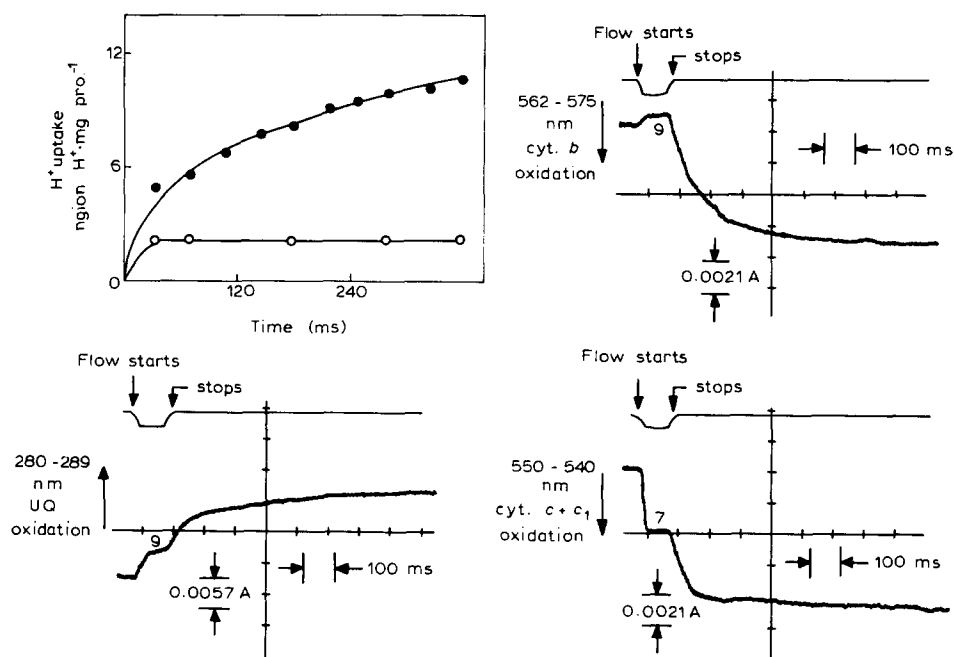 12
6
0
H⁺ uptake
ngion H⁺·mg pro⁻¹
120
240
Time (ms)
Flow starts
stops
562 - 575
nm
cyt. b
oxidation
9
100 ms
0.0021 A
Flow starts
stops
280 - 289
nm
UQ
oxidation
9
100 ms
0.0057 A
Flow starts
stops
550 - 540
nm
cyt. c + c₁
oxidation
7
100 ms
0.0021 A